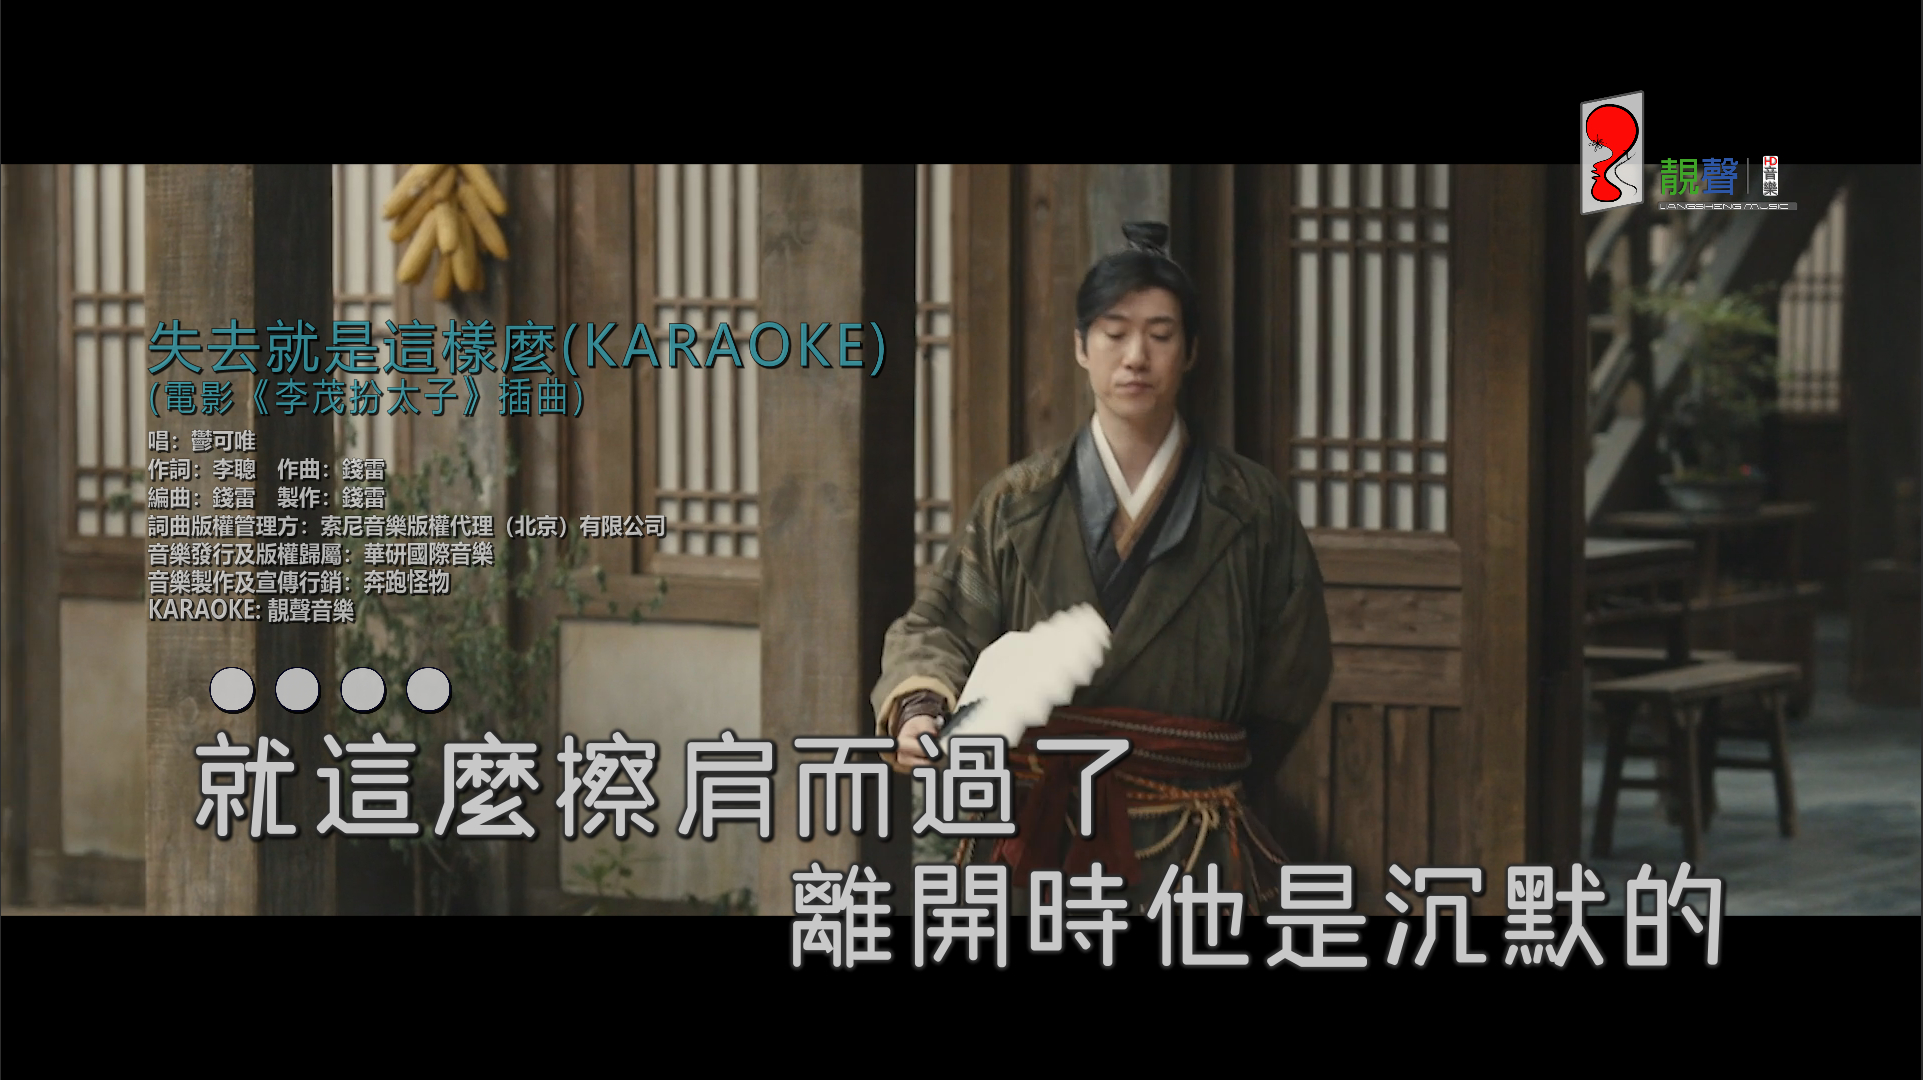 靚聲
HD
音樂
LANGSHENG MUSIC
失去就是這樣麼(KARAOKE)
(電影《李茂扮太子》插曲)
唱：鬱可唯
作詞：李聰　作曲：錢雷
編曲：錢雷　製作：錢雷
詞曲版權管理方：索尼音樂版權代理（北京）有限公司
音樂發行及版權歸屬：華研國際音樂
音樂製作及宣傳行銷：奔跑怪物
KARAOKE: 靚聲音樂
就這麼擦肩而過了
離開時他是沉默的